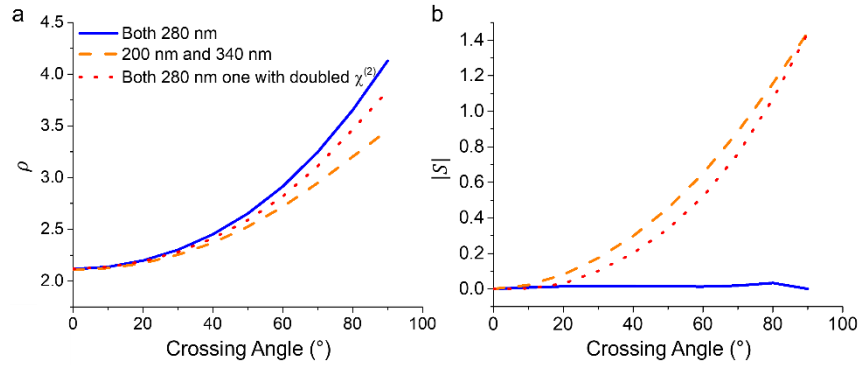 a
4.5
4.0
3.5
3.0
2.5
2.0
ρ
Both 280 nm
200 nm and 340 nm
Both 280 nm one with doubled χ⁽²⁾
0 20 40 60 80 100
Crossing Angle (°)
b
1.4
1.2
1.0
0.8
0.6
0.4
0.2
0.0
|S|
0 20 40 60 80 100
Crossing Angle (°)